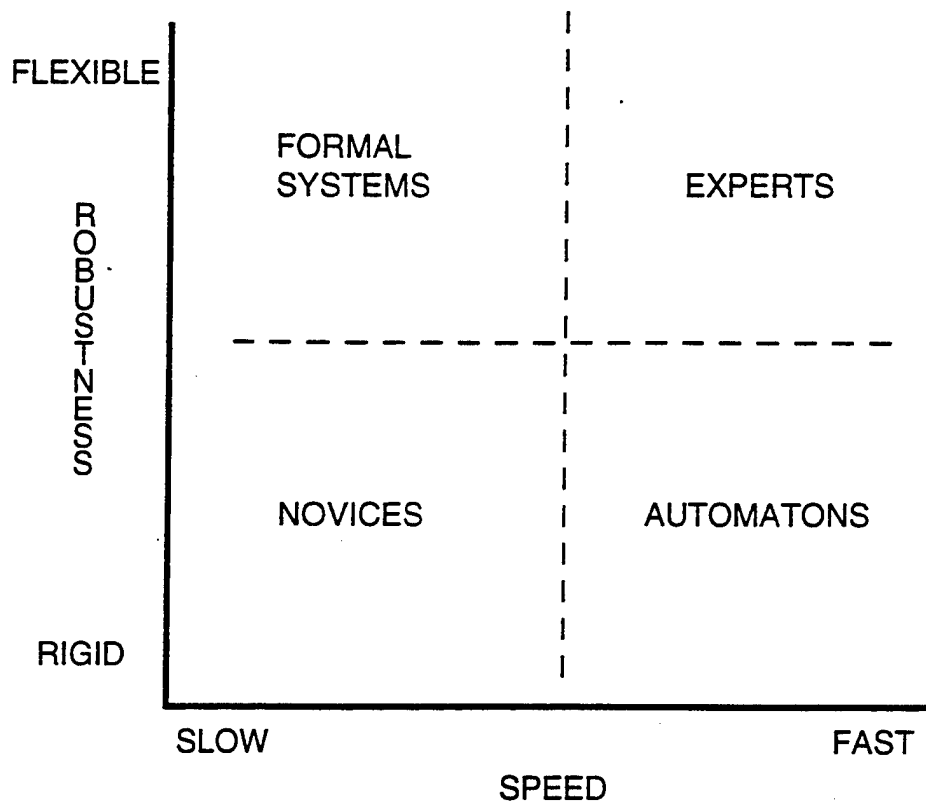 FLEXIBLE
FORMAL
SYSTEMS
EXPERTS
ROBUSTNESS
NOVICES
AUTOMATONS
RIGID
SLOW
FAST
SPEED